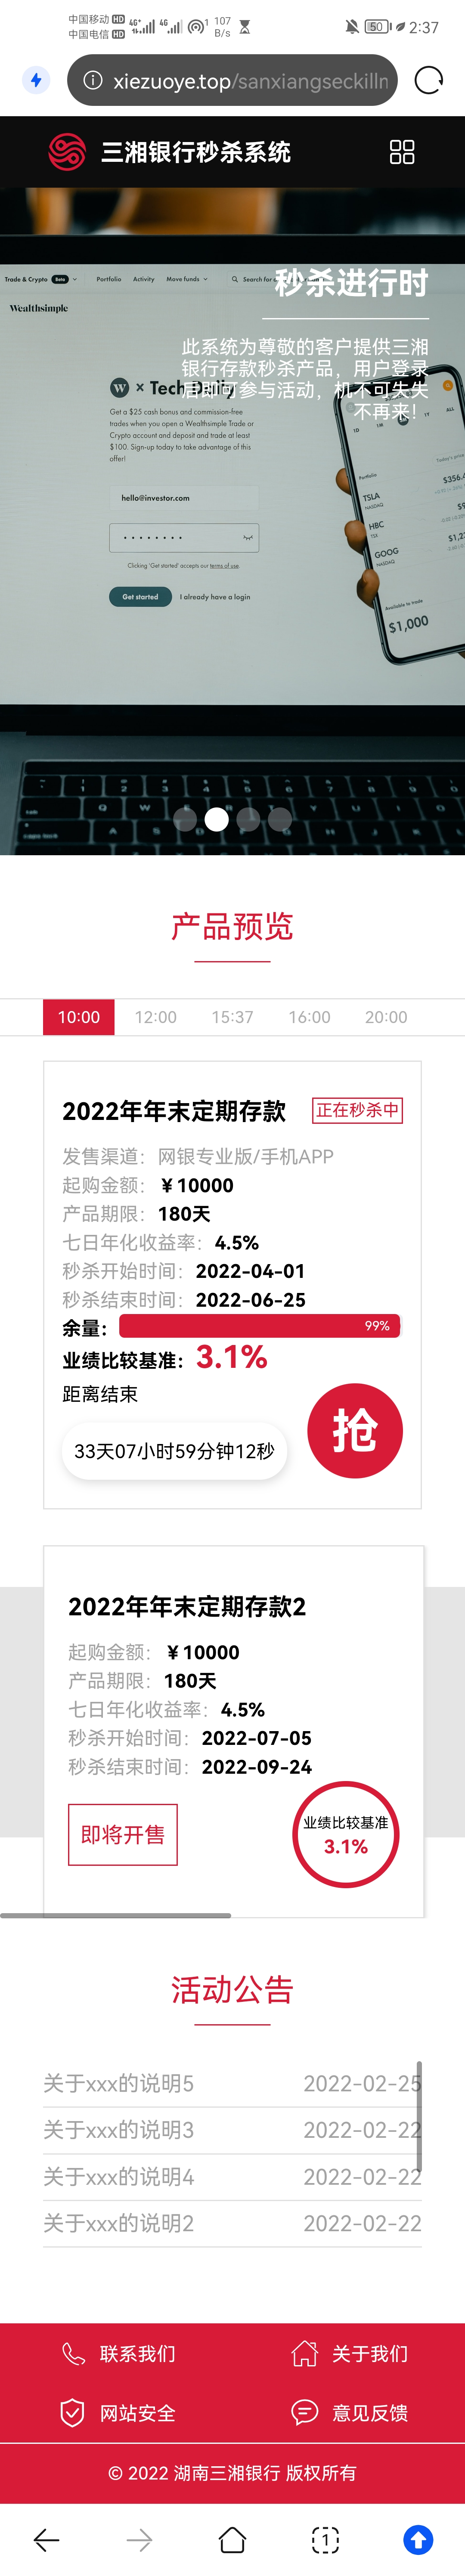 中国移动 HD 4G+ 4G 1 107 50 2:37
中国电信 HD B/s
xiezuoye.top/sanxiangseckilln
三湘银行秒杀系统
Trade & Crypto Beta Portfolio Activity Move funds Search for
秒杀进行时
Wealthsimple
此系统为尊敬的客户提供三湘
银行存款秒杀产品，用户登录
后即可参与活动，机不可失失
不再来！
W × TechDaily
Get a $25 cash bonus and commission-free
trades when you open a Wealthsimple Trade or
Crypto account and deposit and trade at least
$100. Sign-up today to take advantage of this
offer!
hello@investor.com
Clicking 'Get started' accepts our terms of use.
Get started I already have a login
1D
1M
1Y
ALL
Today's price
Portfolio
TSLA
NASDAQ
$356.4
HBC
TSX
GOOG
NASDAQ
$1,2
Available to trade
$1,000
产品预览
10:00 12:00 15:37 16:00 20:00
2022年年末定期存款 正在秒杀中
发售渠道：网银专业版/手机APP
起购金额：￥10000
产品期限：180天
七日年化收益率：4.5%
秒杀开始时间：2022-04-01
秒杀结束时间：2022-06-25
余量： 99%
业绩比较基准：3.1%
距离结束
33天07小时59分钟12秒
抢
2022年年末定期存款2
起购金额：￥10000
产品期限：180天
七日年化收益率：4.5%
秒杀开始时间：2022-07-05
秒杀结束时间：2022-09-24
即将开售
业绩比较基准
3.1%
活动公告
关于xxx的说明5 2022-02-25
关于xxx的说明3 2022-02-22
关于xxx的说明4 2022-02-22
关于xxx的说明2 2022-02-22
联系我们 关于我们
网站安全 意见反馈
© 2022 湖南三湘银行 版权所有
1